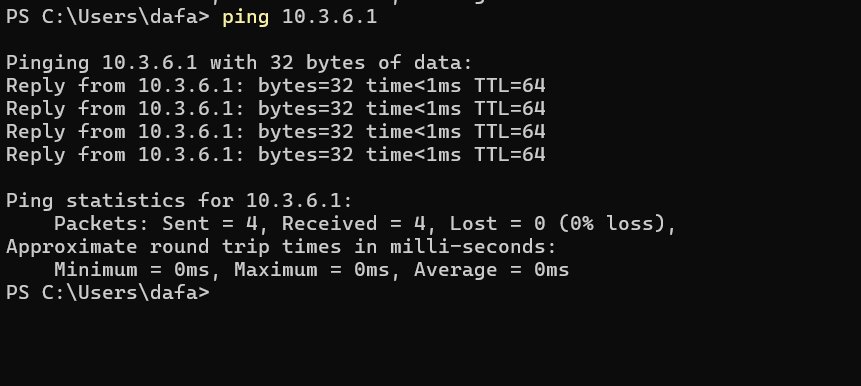 PS C:\Users\dafa> ping 10.3.6.1
Pinging 10.3.6.1 with 32 bytes of data:
Reply from 10.3.6.1: bytes=32 time<1ms TTL=64
Reply from 10.3.6.1: bytes=32 time<1ms TTL=64
Reply from 10.3.6.1: bytes=32 time<1ms TTL=64
Reply from 10.3.6.1: bytes=32 time<1ms TTL=64
Ping statistics for 10.3.6.1:
    Packets: Sent = 4, Received = 4, Lost = 0 (0% loss),
Approximate round trip times in milli-seconds:
    Minimum = 0ms, Maximum = 0ms, Average = 0ms
PS C:\Users\dafa>